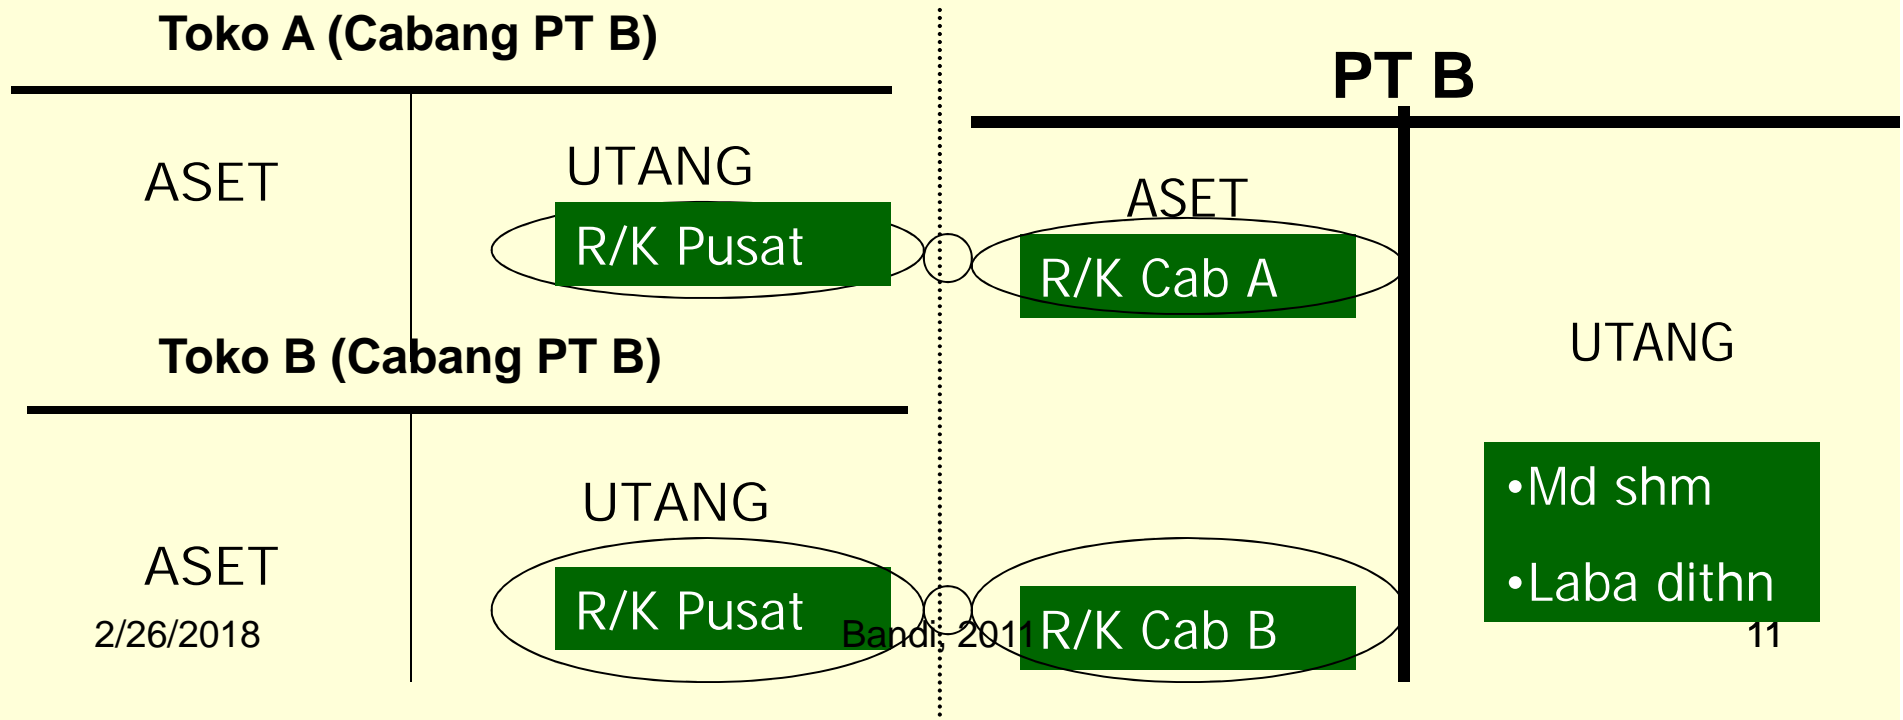 Toko A (Cabang PT B)
ASET
UTANG
R/K Pusat
Toko B (Cabang PT B)
ASET
UTANG
R/K Pusat
PT B
ASET
R/K Cab A
R/K Cab B
UTANG
•Md shm
•Laba dithn
2/26/2018
Bandi, 2011
11